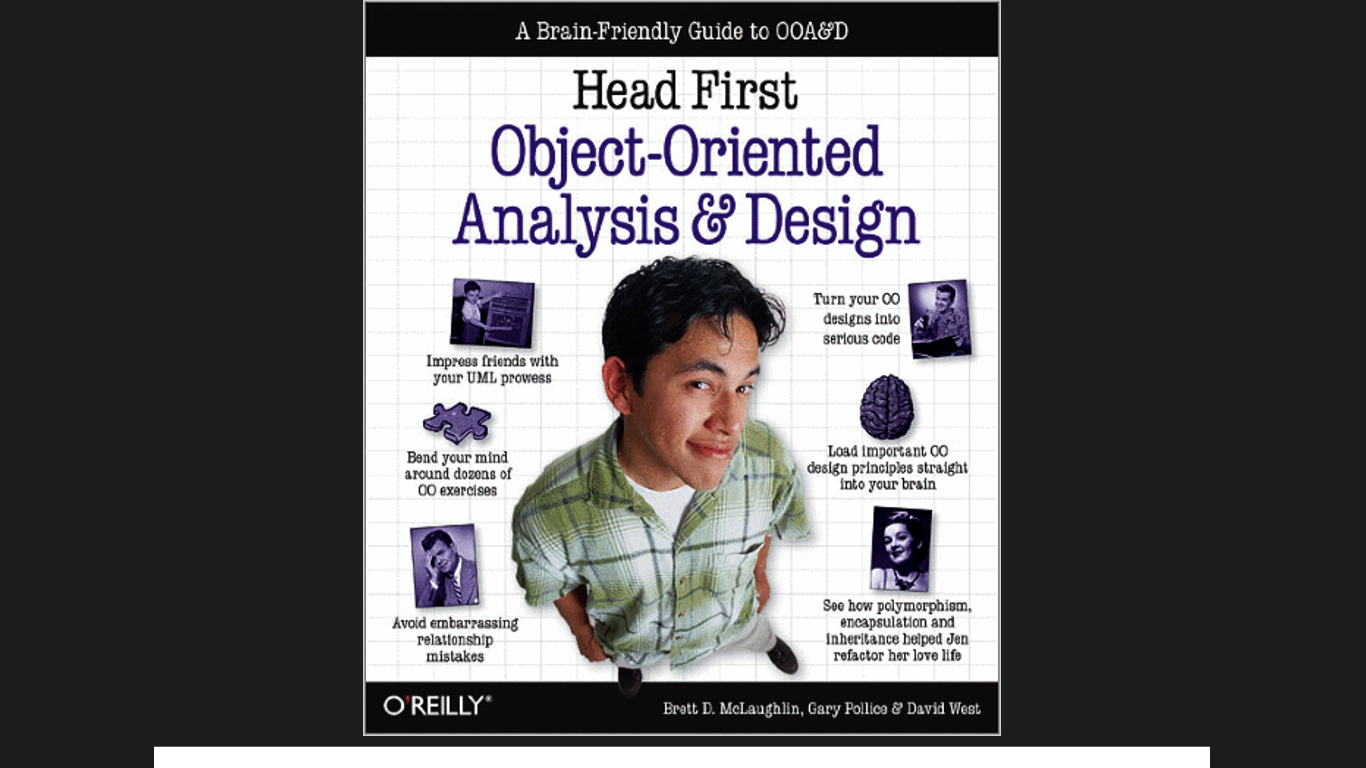 A Brain-Friendly Guide to OOA&D
Head First
Object-Oriented
Analysis & Design
Impress friends with
your UML prowess
Bend your mind
around dozens of
OO exercises
Avoid embarrassing
relationship
mistakes
Turn your OO
designs into
serious code
Load important OO
design principles straight
into your brain
See how polymorphism,
encapsulation and
inheritance helped Jen
refactor her love life
O'REILLY®
Brett D. McLaughlin, Gary Pollice & David West